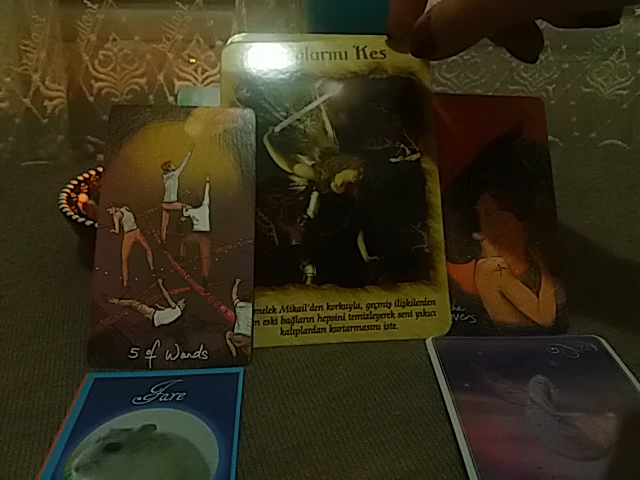 Kes
5 of Wands
melek Mikail'den korkuyla, geçmiş ilişkilerden
eski bağların hepsini temizleyerek seni yıkıcı
kalıplardan kurtarmasını iste.
Fare